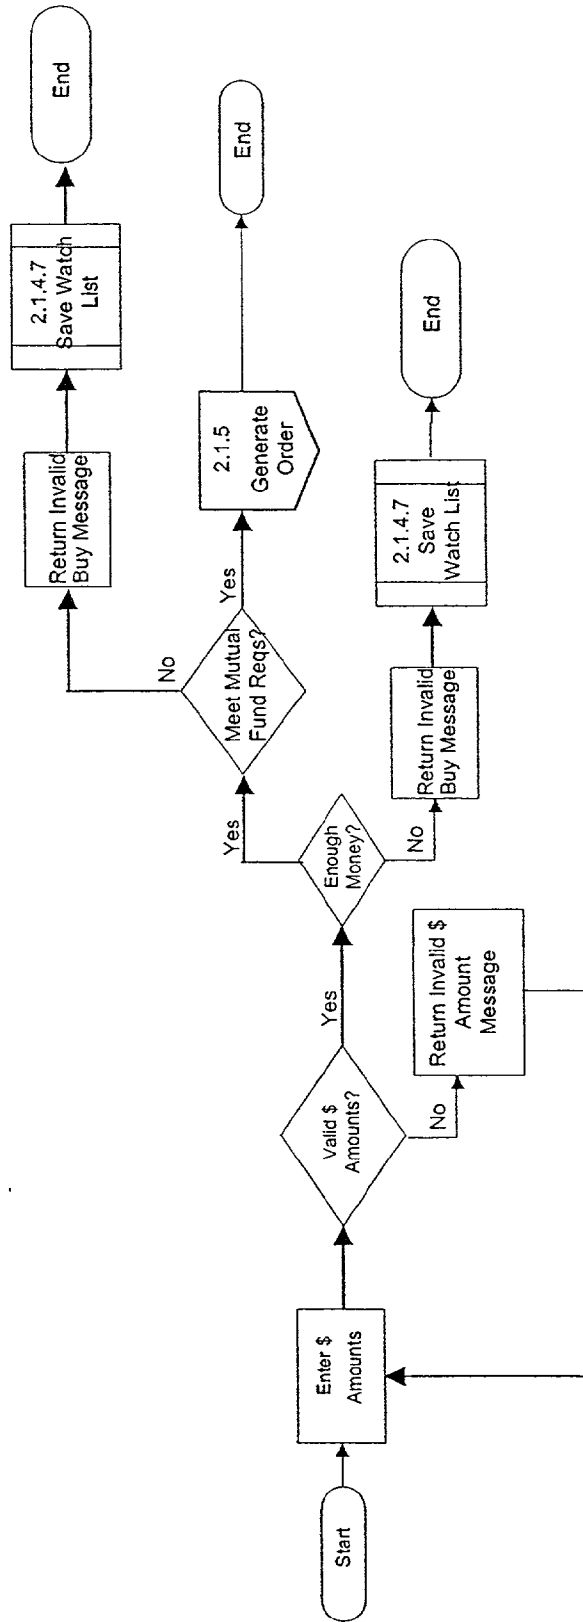 Start
Enter $
Amounts
Valid $
Amounts?
Yes
No
Return Invalid $
Amount
Message
Enough
Money?
Yes
No
Return Invalid
Buy Message
2.1.4.7
Save
Watch List
End
Meet Mutual
Fund Reqs?
Yes
No
2.1.5
Generate
Order
End
Return Invalid
Buy Message
2.1.4.7
Save Watch
List
End